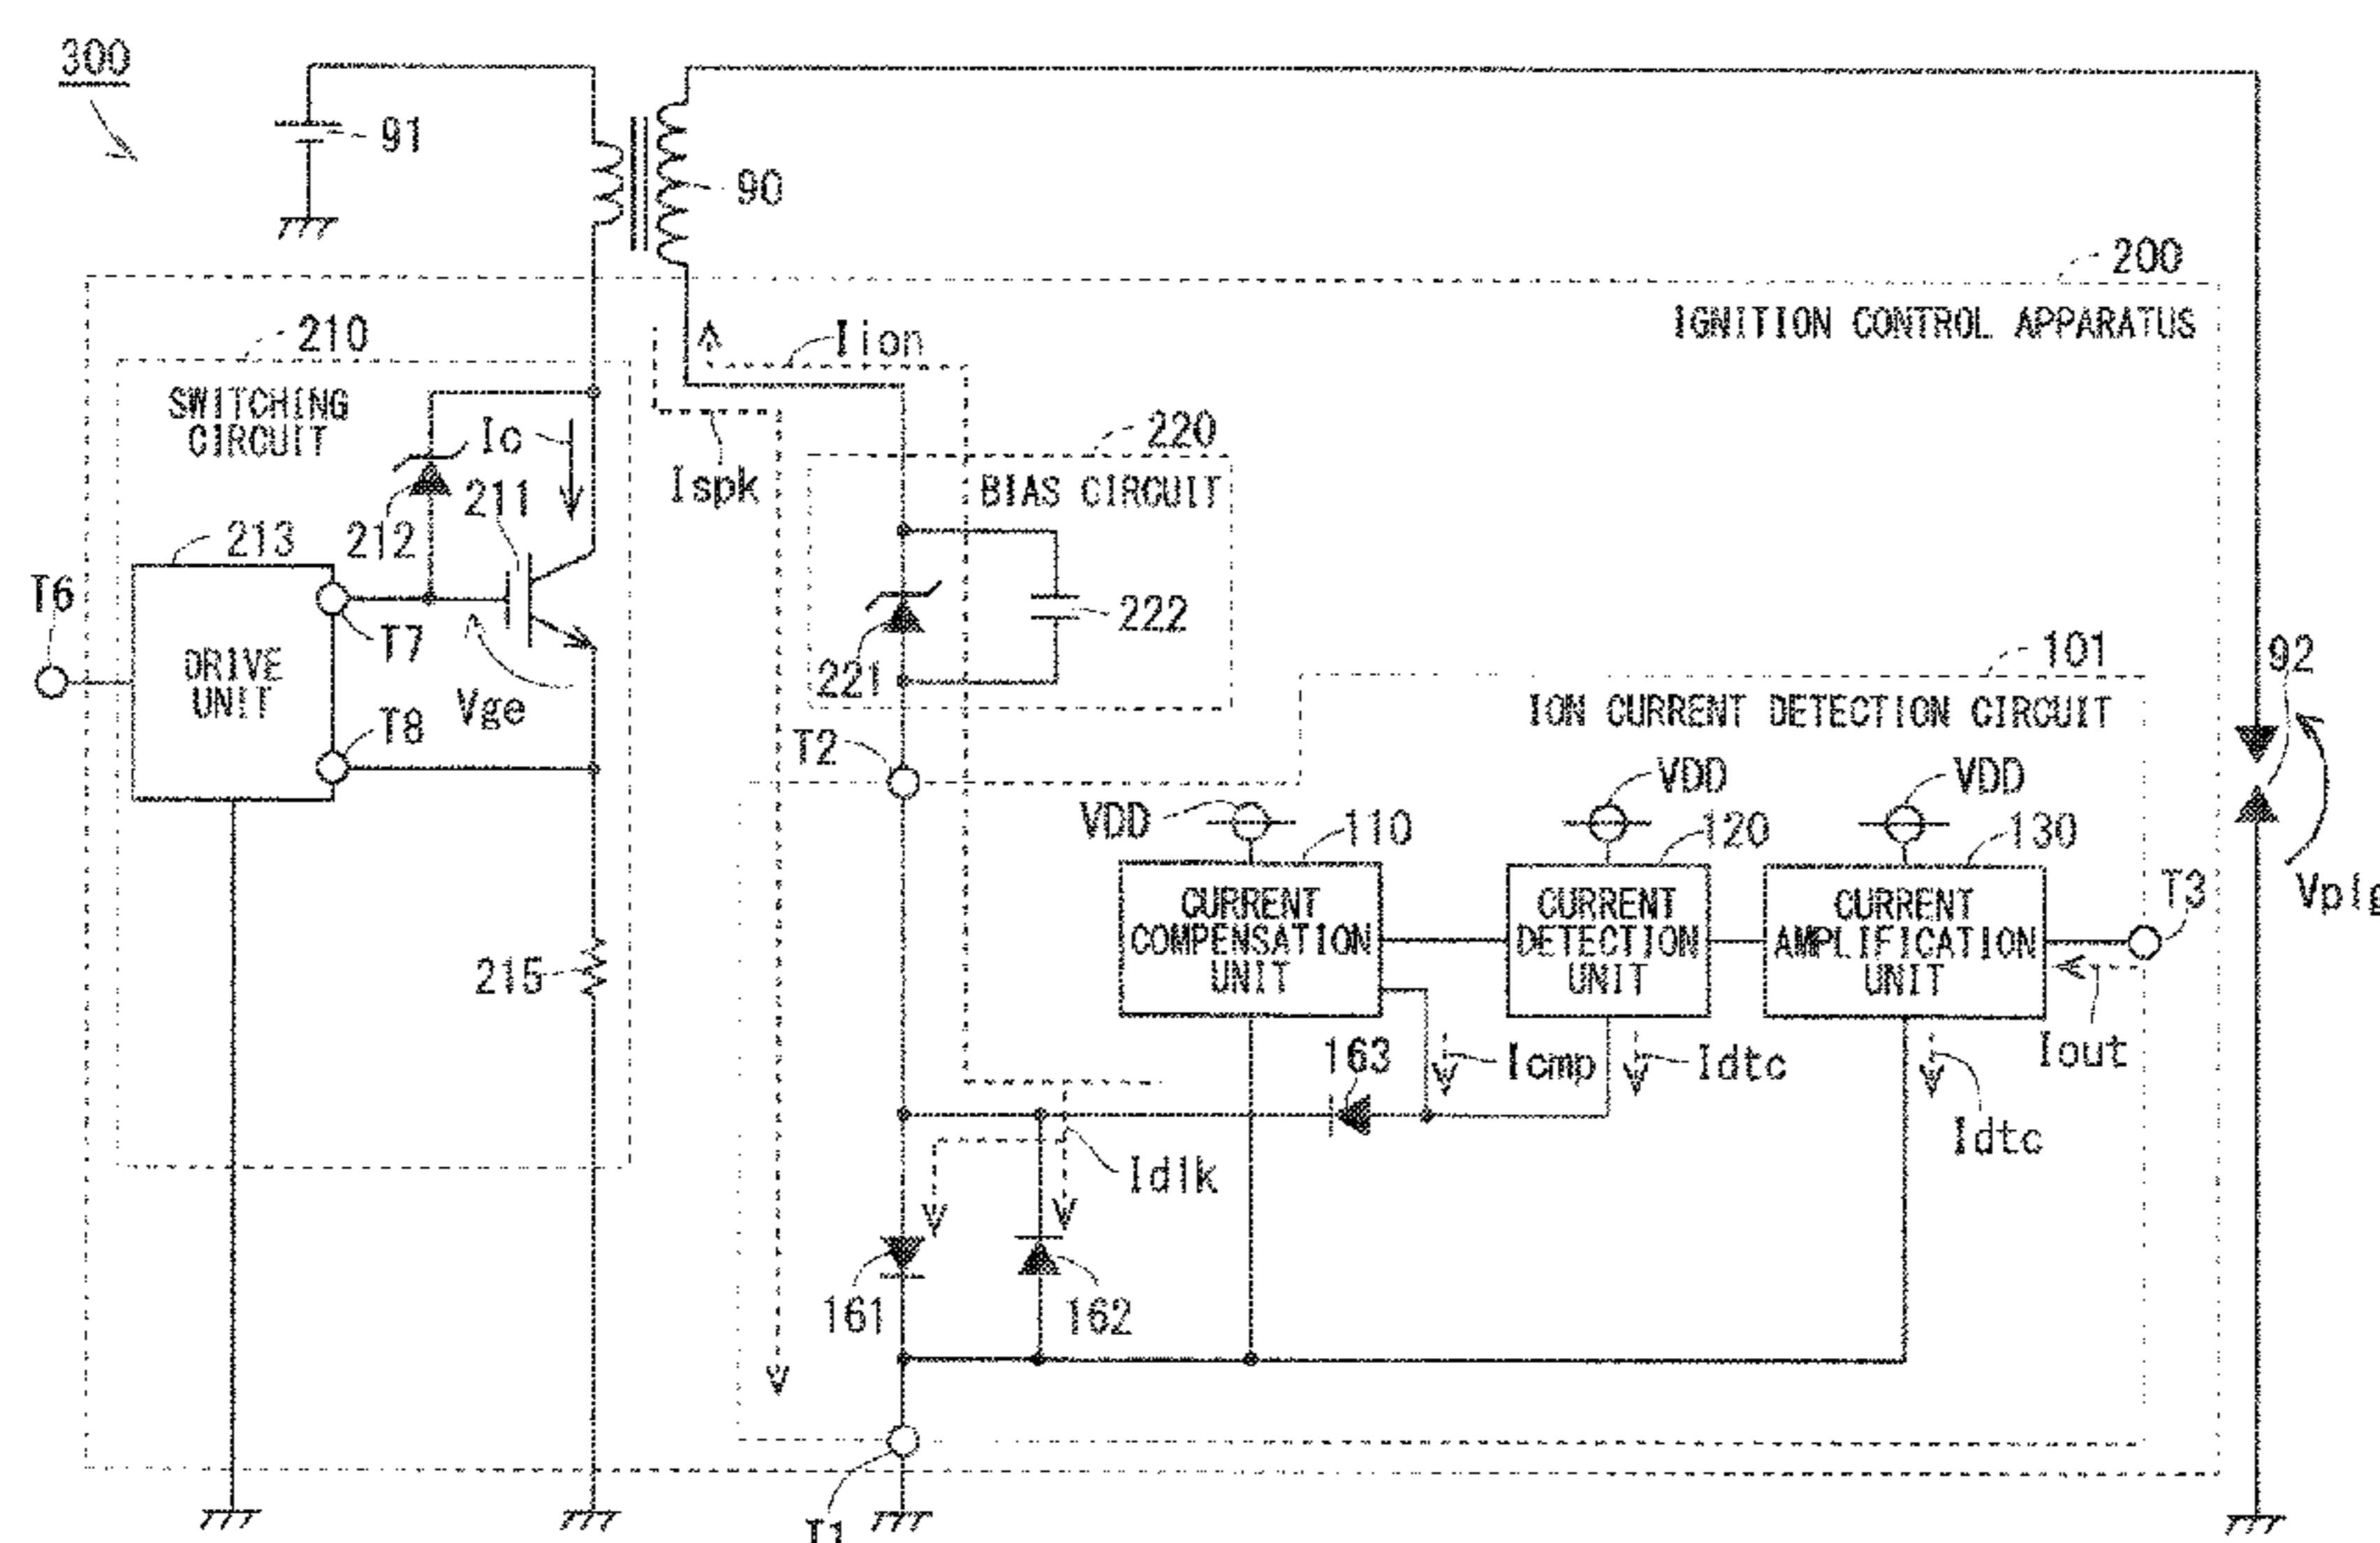 300
91
90
200
IGNITION CONTROL APPARATUS
210
SWITCHING
CIRCUIT
Iion
Ic
Ispk
220
BIAS CIRCUIT
211
212
213
T6
T7
DRIVE
UNIT
Vge
T8
221
222
T2
101
ION CURRENT DETECTION CIRCUIT
92
VDD
VDD
VDD
110
120
130
CURRENT
COMPENSATION
UNIT
CURRENT
DETECTION
UNIT
CURRENT
AMPLIFICATION
UNIT
T3
Vplg
215
163
Icmp
Idtc
Iout
Idtc
Idlk
161
162
T1